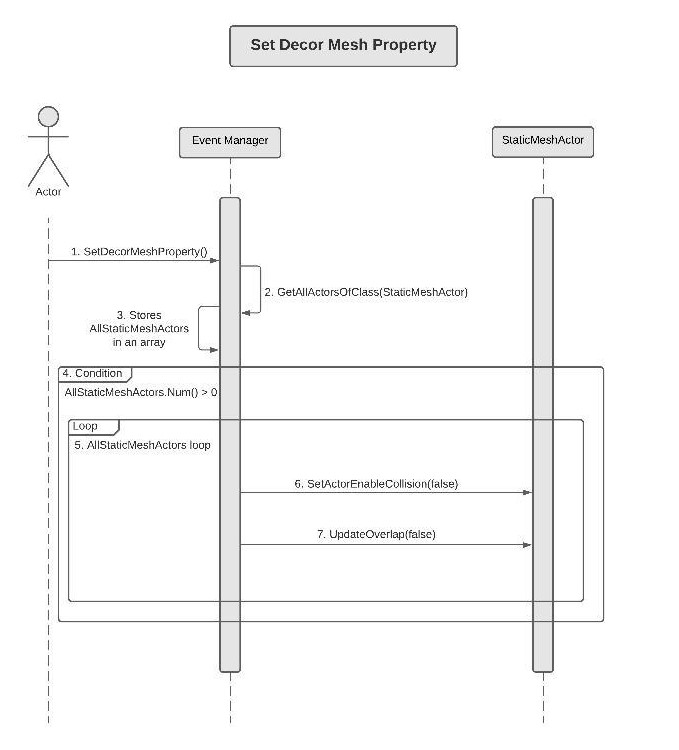 Set Decor Mesh Property
Event Manager
StaticMeshActor
Actor
1. SetDecorMeshProperty()
2. GetAllActorsOfClass(StaticMeshActor)
3. Stores
AllStaticMeshActors
in an array
4. Condition
AllStaticMeshActors.Num() > 0
Loop
5. AllStaticMeshActors loop
6. SetActorEnableCollision(false)
7. UpdateOverlap(false)